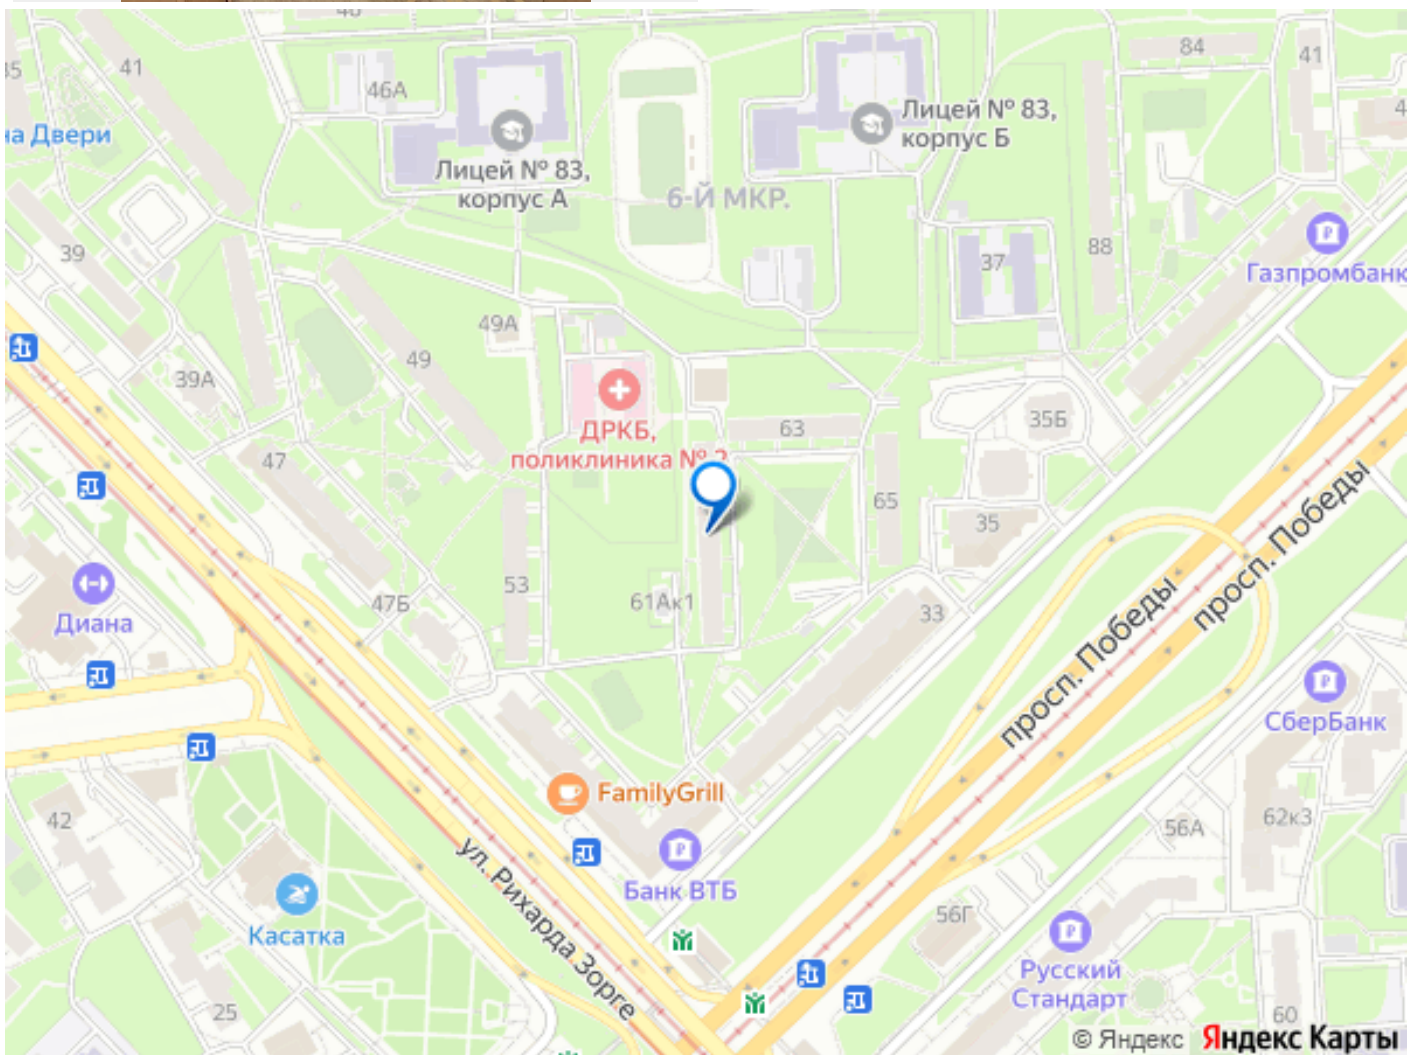 84
41
41
46А
35
на Двери
Лицей № 83,
корпус Б
Лицей № 83,
корпус А
6-Й МКР.
39
37
88
Газпромбанк
49А
49
39А
ДРКБ,
поликлиника № 2
63
35Б
47
65
35
53
61Ак1
47Б
33
Диана
просп. Победы
просп. Победы
СберБанк
FamilyGrill
42
56А
62к3
Банк ВТБ
ул. Рихарда Зорге
Касатка
56Г
Русский
Стандарт
25
60
© Яндекс Яндекс Карты